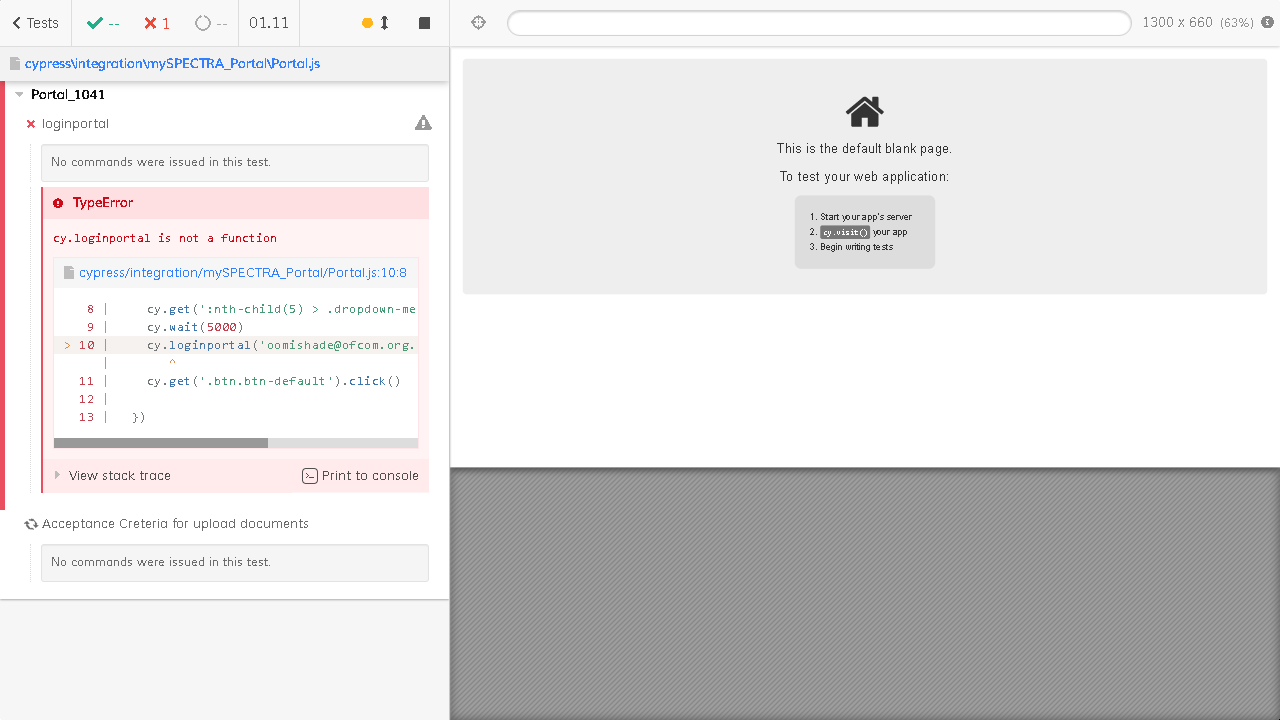 Tests
--
1
--
01.11
1300 x 660 (63%)
cypress\integration\mySPECTRA_Portal\Portal.js
Portal_1041
loginportal
No commands were issued in this test.
TypeError
cy.loginportal is not a function
cypress/integration/mySPECTRA_Portal/Portal.js:10:8
8 | cy.get(':nth-child(5) > .dropdown-me
9 | cy.wait(5000)
> 10 | cy.loginportal('oomishade@ofcom.org.
| ^
11 | cy.get('.btn.btn-default').click()
12 |
13 | })
View stack trace
Print to console
Acceptance Creteria for upload documents
No commands were issued in this test.
This is the default blank page.
To test your web application:
1. Start your app's server
2. cy.visit() your app
3. Begin writing tests